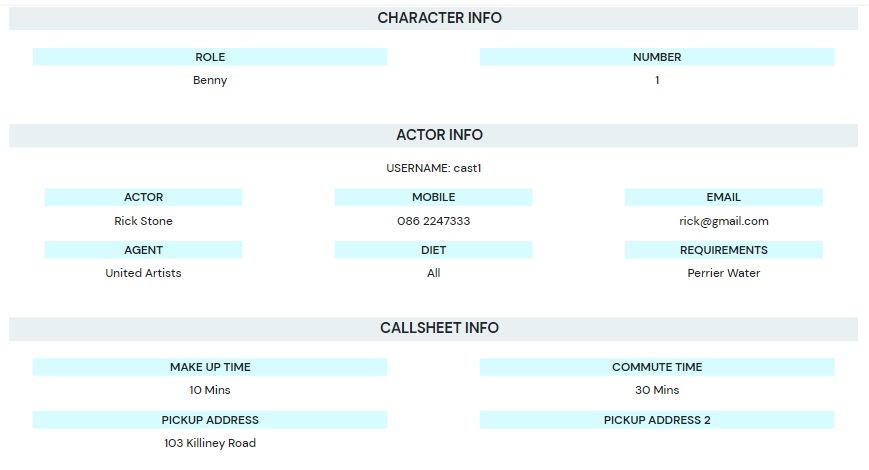 CHARACTER INFO
ROLE NUMBER
Benny 1
ACTOR INFO
USERNAME: cast1
ACTOR MOBILE EMAIL
Rick Stone 086 2247333 rick@gmail.com
AGENT DIET REQUIREMENTS
United Artists All Perrier Water
CALLSHEET INFO
MAKE UP TIME COMMUTE TIME
10 Mins 30 Mins
PICKUP ADDRESS PICKUP ADDRESS 2
103 Killiney Road